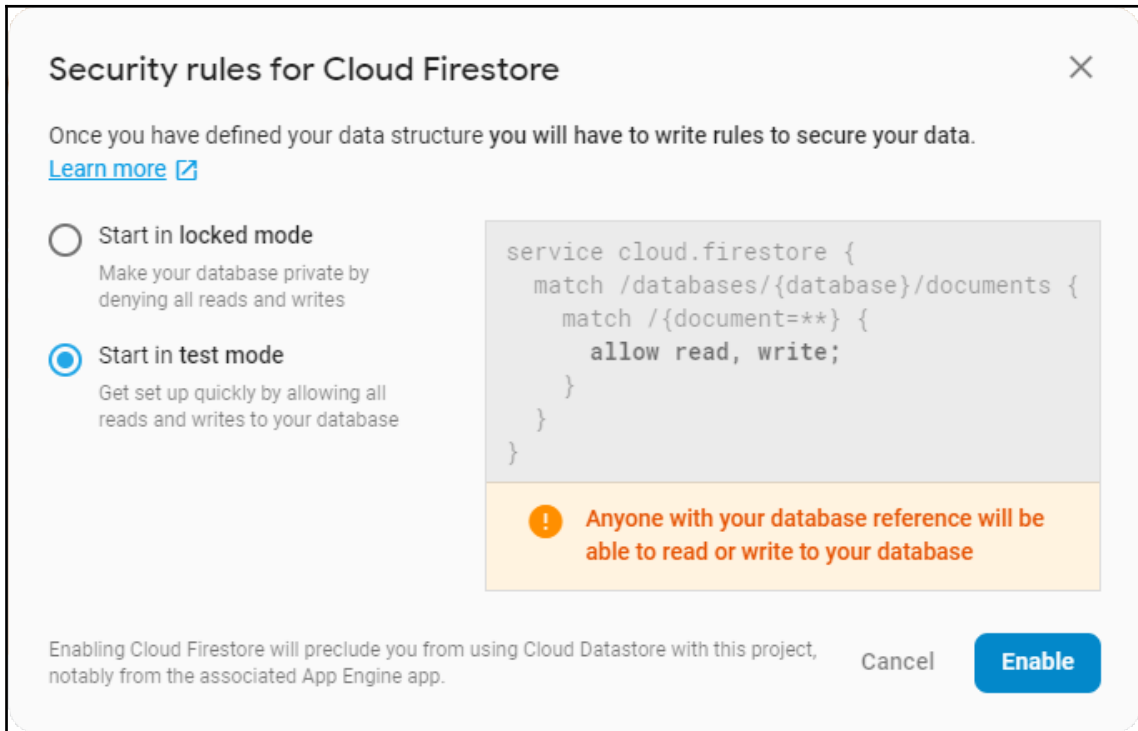 Security rules for Cloud Firestore
Once you have defined your data structure you will have to write rules to secure your data.
Learn more
Start in locked mode
Make your database private by
denying all reads and writes
Start in test mode
Get set up quickly by allowing all
reads and writes to your database
service cloud.firestore {
  match /databases/{database}/documents {
    match /{document=**} {
      allow read, write;
    }
  }
}
Anyone with your database reference will be
able to read or write to your database
Enabling Cloud Firestore will preclude you from using Cloud Datastore with this project,
notably from the associated App Engine app.
Cancel
Enable